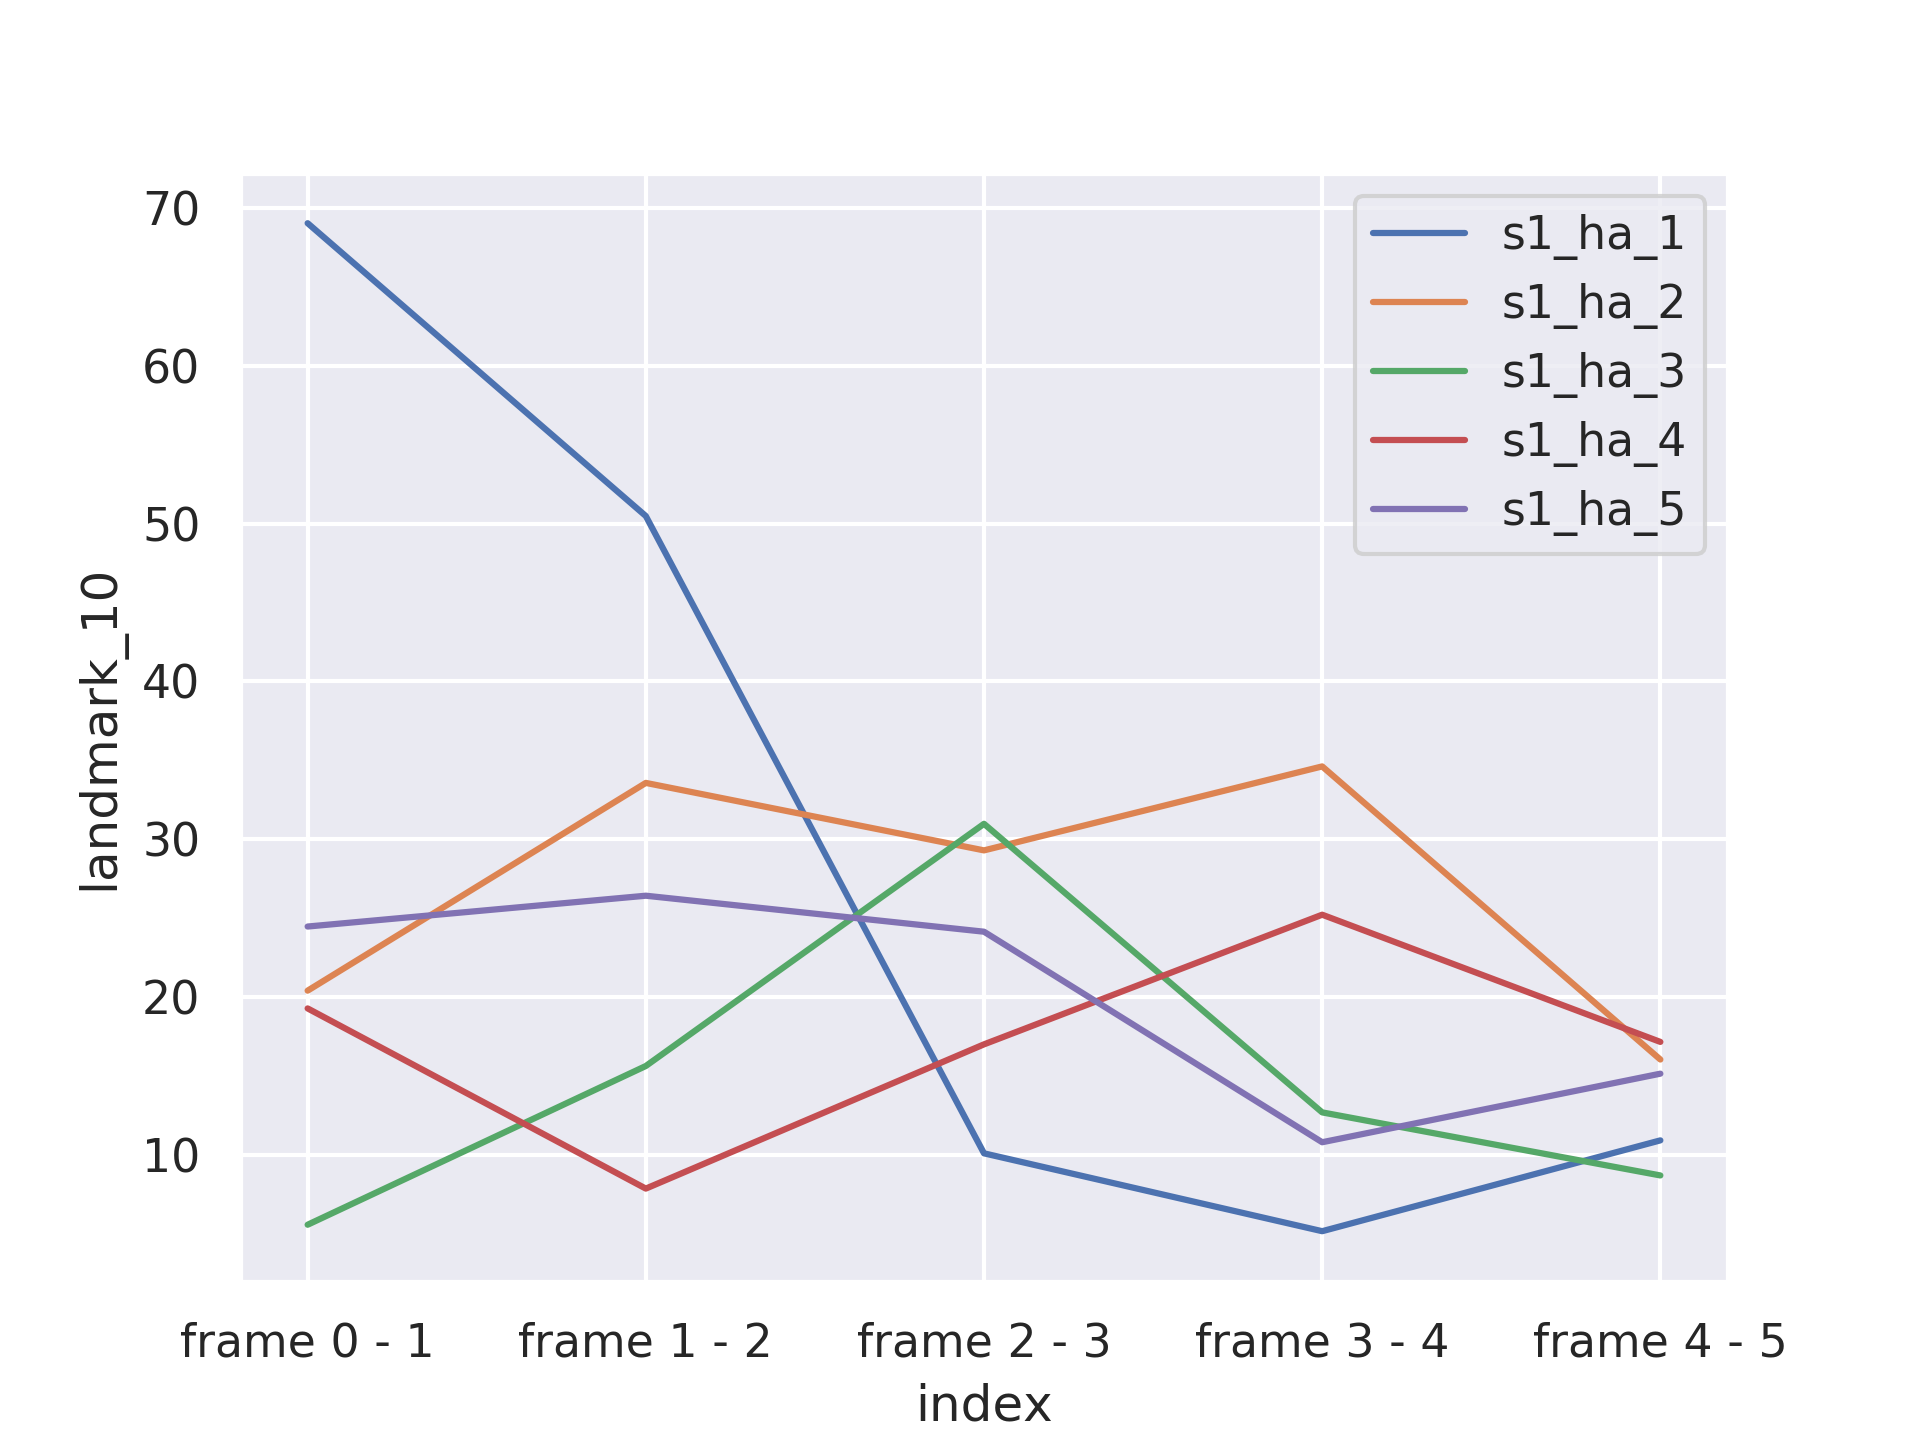 70
60
50
40
30
20
10
landmark_10
s1_ha_1
s1_ha_2
s1_ha_3
s1_ha_4
s1_ha_5
frame 0 - 1
frame 1 - 2
frame 2 - 3
frame 3 - 4
frame 4 - 5
index